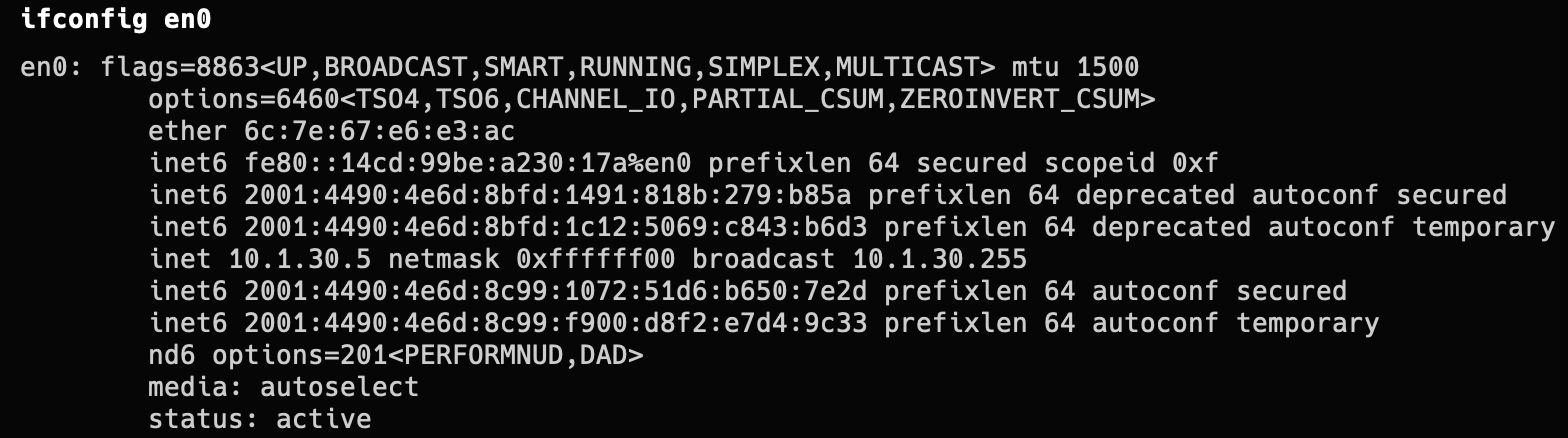 ifconfig en0
en0: flags=8863<UP,BROADCAST,SMART,RUNNING,SIMPLEX,MULTICAST> mtu 1500
options=6460<TSO4,TSO6,CHANNEL_IO,PARTIAL_CSUM,ZEROINVERT_CSUM>
ether 6c:7e:67:e6:e3:ac
inet6 fe80::14cd:99be:a230:17a%en0 prefixlen 64 secured scopeid 0xf
inet6 2001:4490:4e6d:8bfd:1491:818b:279:b85a prefixlen 64 deprecated autoconf secured
inet6 2001:4490:4e6d:8bfd:1c12:5069:c843:b6d3 prefixlen 64 deprecated autoconf temporary
inet 10.1.30.5 netmask 0xffffff00 broadcast 10.1.30.255
inet6 2001:4490:4e6d:8c99:1072:51d6:b650:7e2d prefixlen 64 autoconf secured
inet6 2001:4490:4e6d:8c99:f900:d8f2:e7d4:9c33 prefixlen 64 autoconf temporary
nd6 options=201<PERFORMNUD,DAD>
media: autoselect
status: active